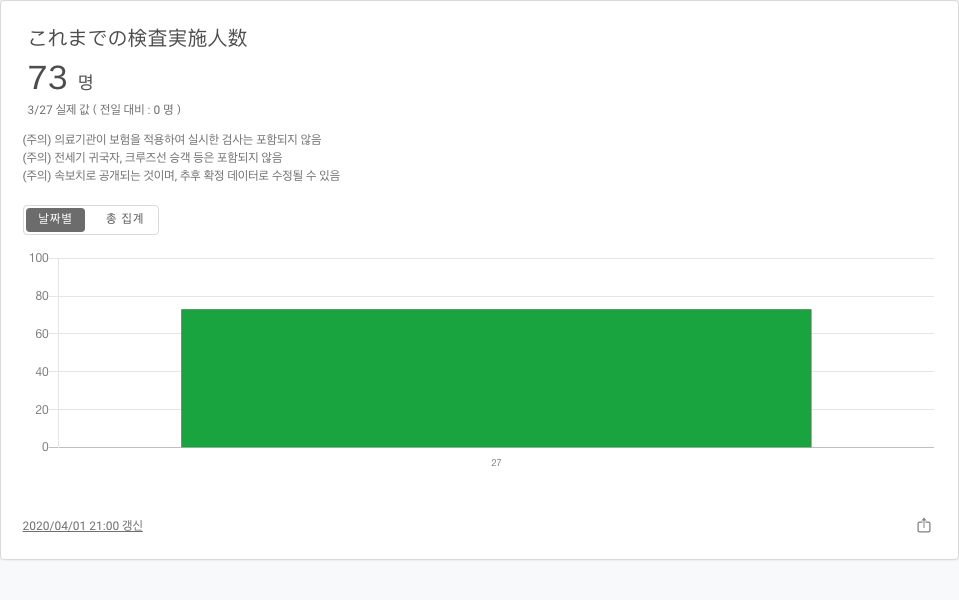 これまでの検査実施人数
73 명
3/27 실제 값 ( 전일 대비 : 0 명 )
(주의) 의료기관이 보험을 적용하여 실시한 검사는 포함되지 않음
(주의) 전세기 귀국자, 크루즈선 승객 등은 포함되지 않음
(주의) 속보치로 공개되는 것이며, 추후 확정 데이터로 수정될 수 있음
날짜별 총 집계
100
80
60
40
20
0
27
2020/04/01 21:00 갱신